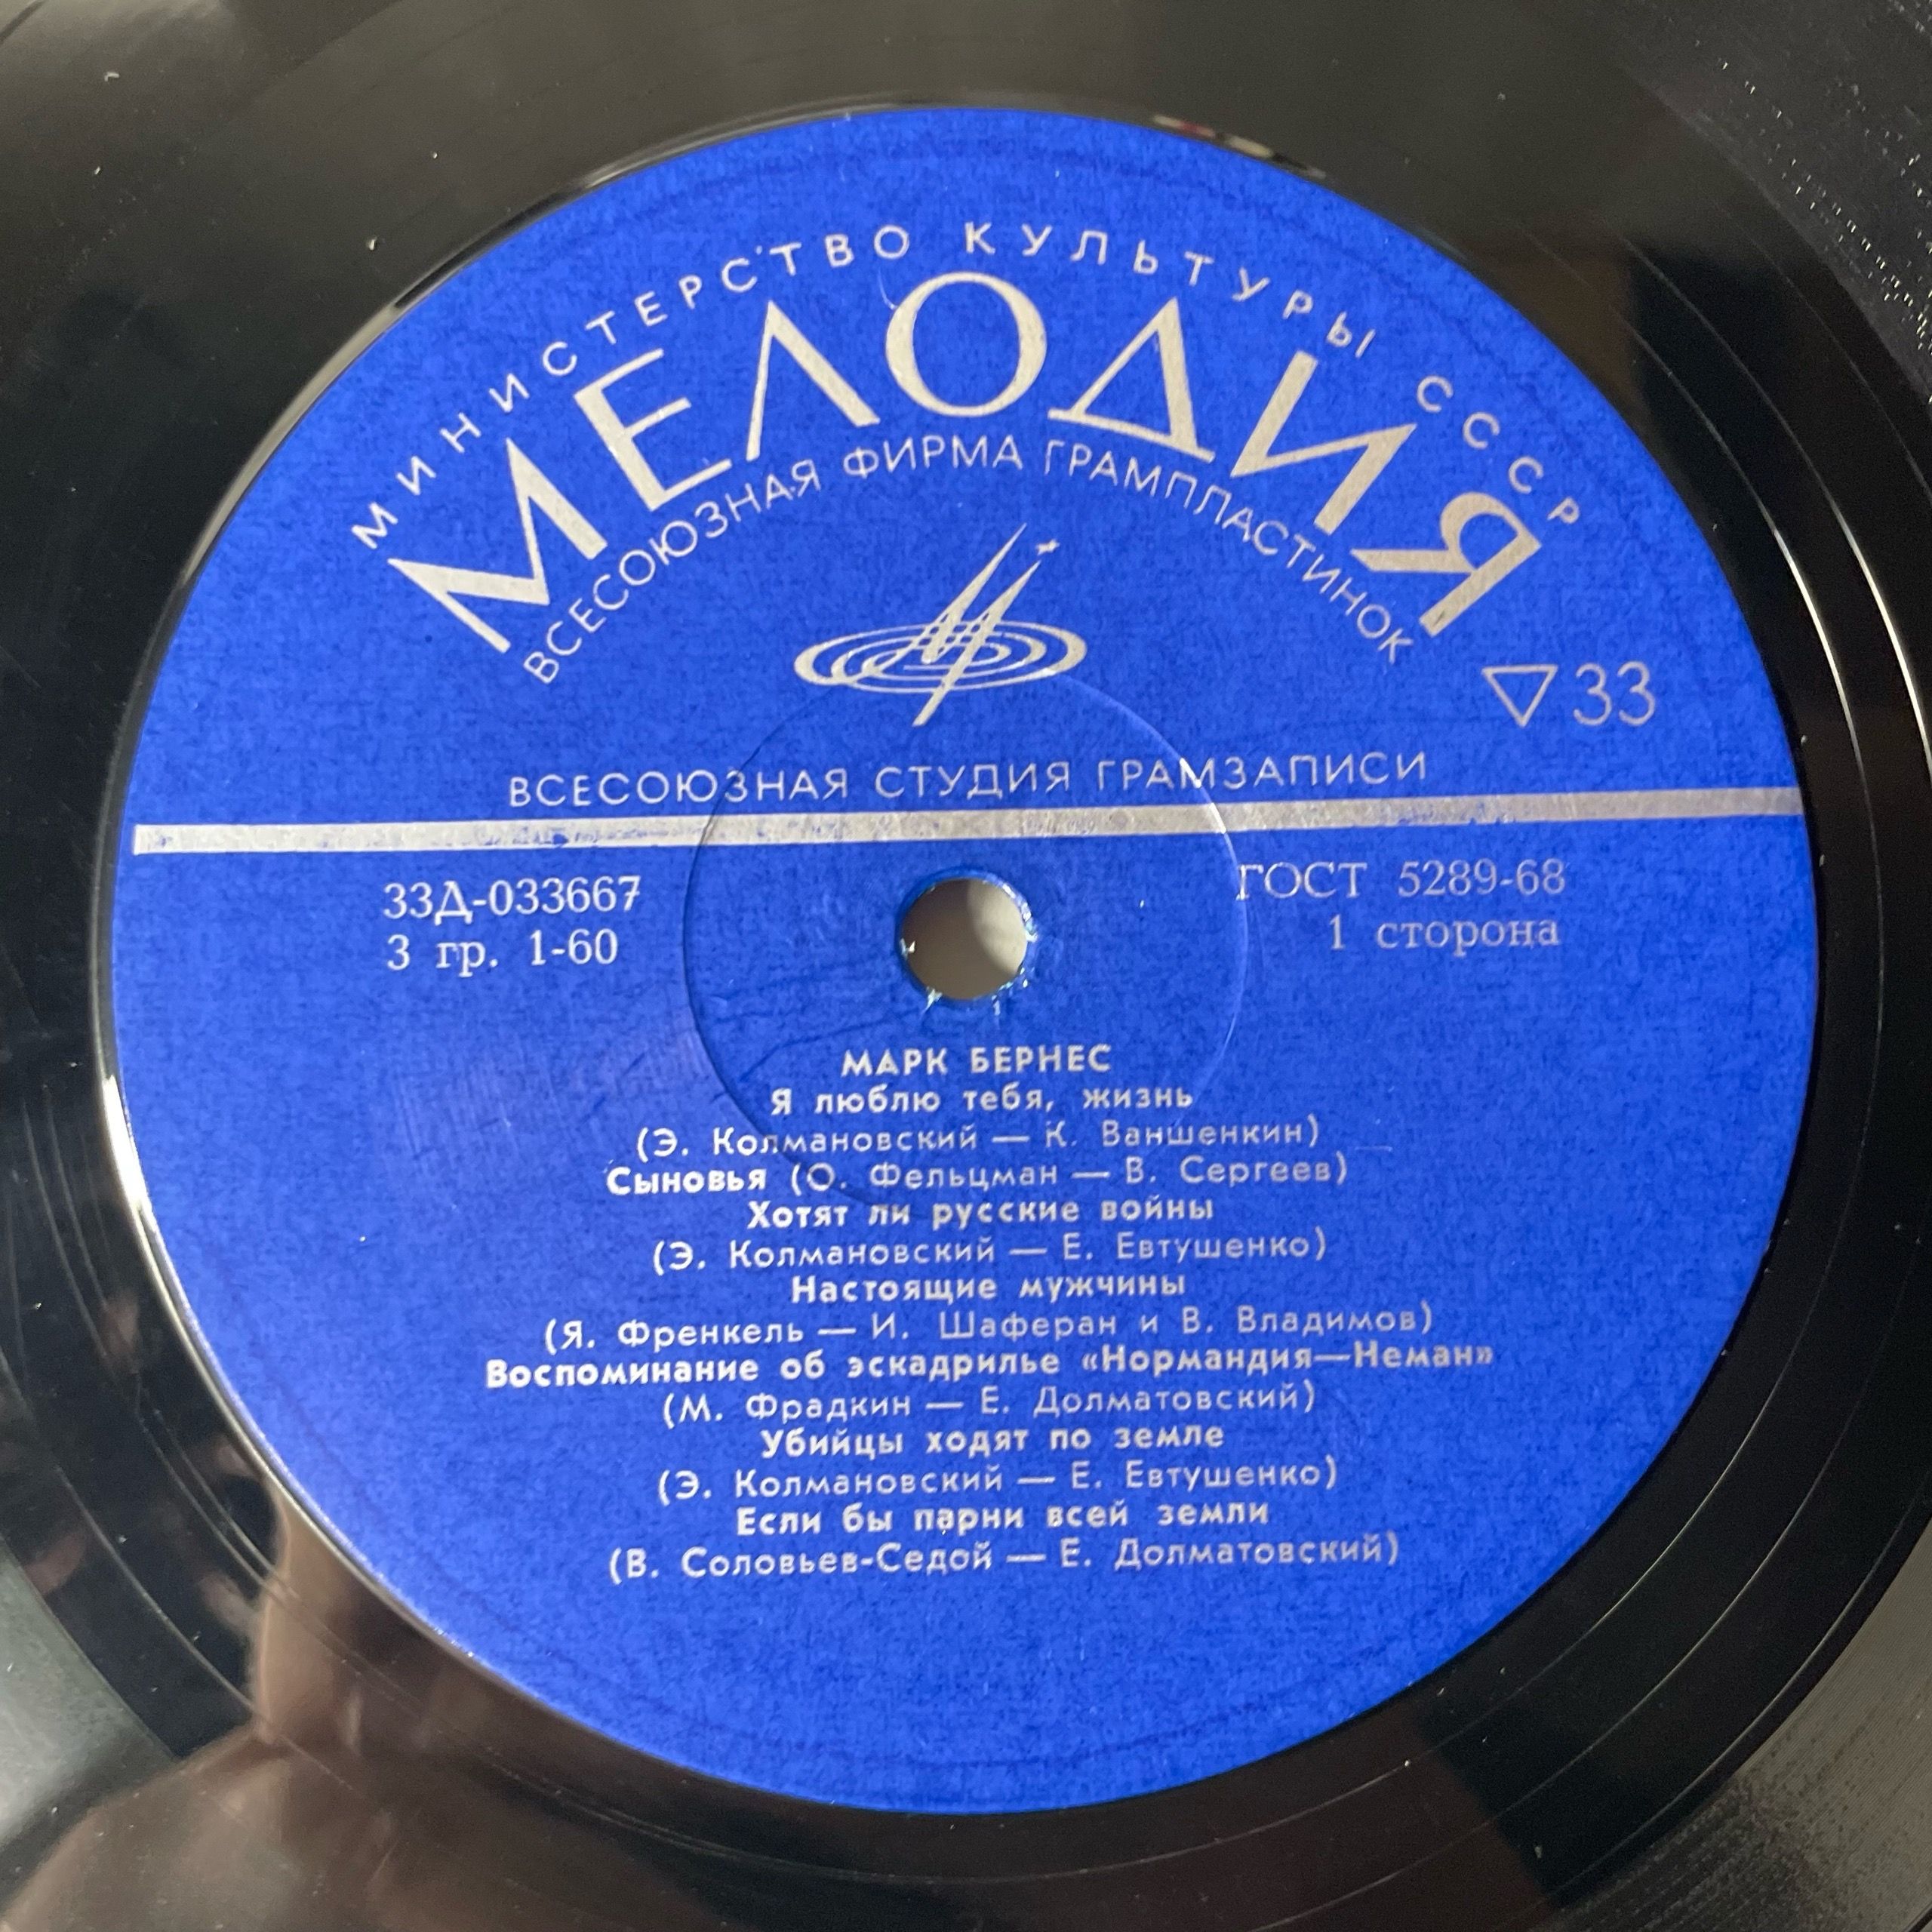 МИНИСТЕРСТВО КУЛЬТУРЫ СССР
МЕЛОДИЯ
ВСЕСОЮЗНАЯ ФИРМА ГРАМПЛАСТИНОК
▽33
ВСЕСОЮЗНАЯ СТУДИЯ ГРАМЗАПИСИ
33Д-033667
ГОСТ 5289-68
3 гр. 1-60
1 сторона
МАРК БЕРНЕС
Я люблю тебя, жизнь
(Э. Колмановский — К. Ваншенкин)
Сыновья (О. Фельцман — В. Сергеев)
Хотят ли русские войны
(Э. Колмановский — Е. Евтушенко)
Настоящие мужчины
(Я. Френкель — И. Шаферан и В. Владимов)
Воспоминание об эскадрилье «Нормандия—Неман»
(М. Фрадкин — Е. Долматовский)
Убийцы ходят по земле
(Э. Колмановский — Е. Евтушенко)
Если бы парни всей земли
(В. Соловьев-Седой — Е. Долматовский)